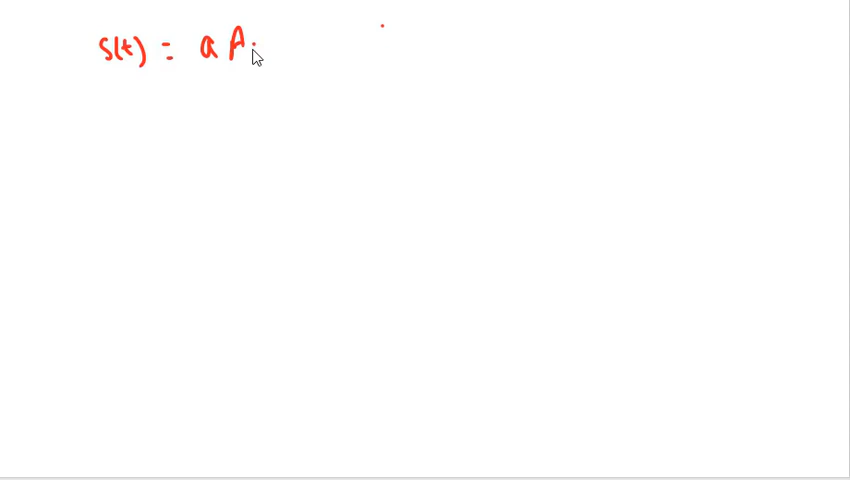 s(t) = a A